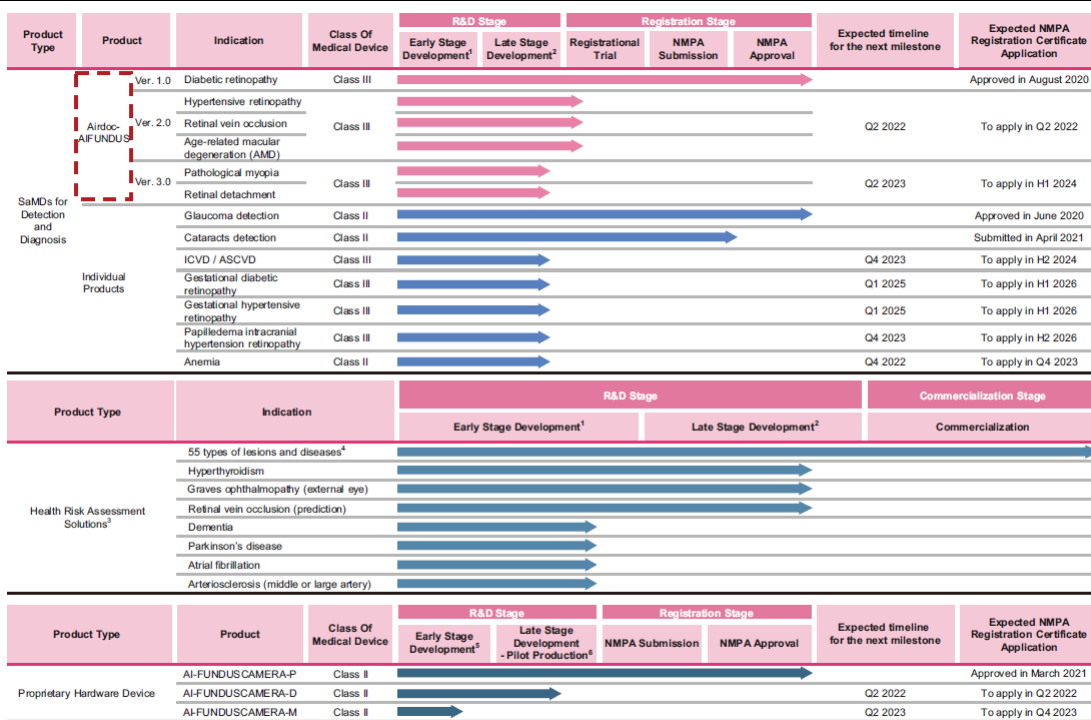 Product Type
Product
Indication
Class Of Medical Device
R&D Stage
Registration Stage
Early Stage Development1
Late Stage Development2
Registrational Trial
NMPA Submission
NMPA Approval
Expected timeline for the next milestone
Expected NMPA Registration Certificate Application
SaMDs for Detection and Diagnosis
Airdoc-AIFUNDUS
Ver. 1.0
Diabetic retinopathy
Class III
Approved in August 2020
Ver. 2.0
Hypertensive retinopathy
Retinal vein occlusion
Age-related macular degeneration (AMD)
Class III
Q2 2022
To apply in Q2 2022
Ver. 3.0
Pathological myopia
Retinal detachment
Class III
Q2 2023
To apply in H1 2024
Individual Products
Glaucoma detection
Class II
Approved in June 2020
Cataracts detection
Class II
Submitted in April 2021
ICVD / ASCVD
Class III
Q4 2023
To apply in H2 2024
Gestational diabetic retinopathy
Class III
Q1 2025
To apply in H1 2026
Gestational hypertensive retinopathy
Class III
Q1 2025
To apply in H1 2026
Papilledema intracranial hypertension retinopathy
Class III
Q4 2023
To apply in H2 2026
Anemia
Class II
Q4 2022
To apply in Q4 2023
Product Type
Indication
R&D Stage
Commercialization Stage
Early Stage Development1
Late Stage Development2
Commercialization
Health Risk Assessment Solutions3
55 types of lesions and diseases4
Hyperthyroidism
Graves ophthalmopathy (external eye)
Retinal vein occlusion (prediction)
Dementia
Parkinson's disease
Atrial fibrillation
Arteriosclerosis (middle or large artery)
Product Type
Product
Class Of Medical Device
R&D Stage
Registration Stage
Early Stage Development5
Late Stage Development - Pilot Production6
NMPA Submission
NMPA Approval
Expected timeline for the next milestone
Expected NMPA Registration Certificate Application
Proprietary Hardware Device
AI-FUNDUSCAMERA-P
Class II
Approved in March 2021
AI-FUNDUSCAMERA-D
Class II
Q2 2022
To apply in Q2 2022
AI-FUNDUSCAMERA-M
Class II
Q2 2023
To apply in Q4 2023